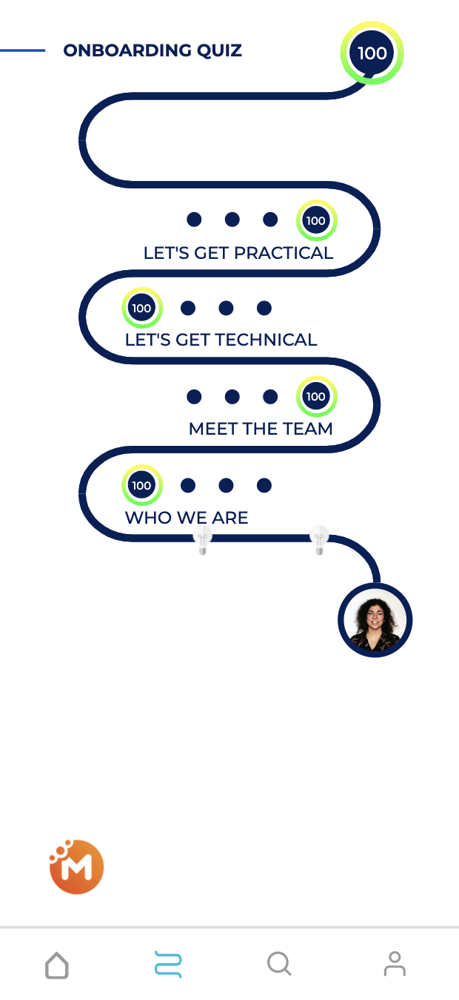 ONBOARDING QUIZ
100
100
LET'S GET PRACTICAL
100
LET'S GET TECHNICAL
100
MEET THE TEAM
100
WHO WE ARE
M